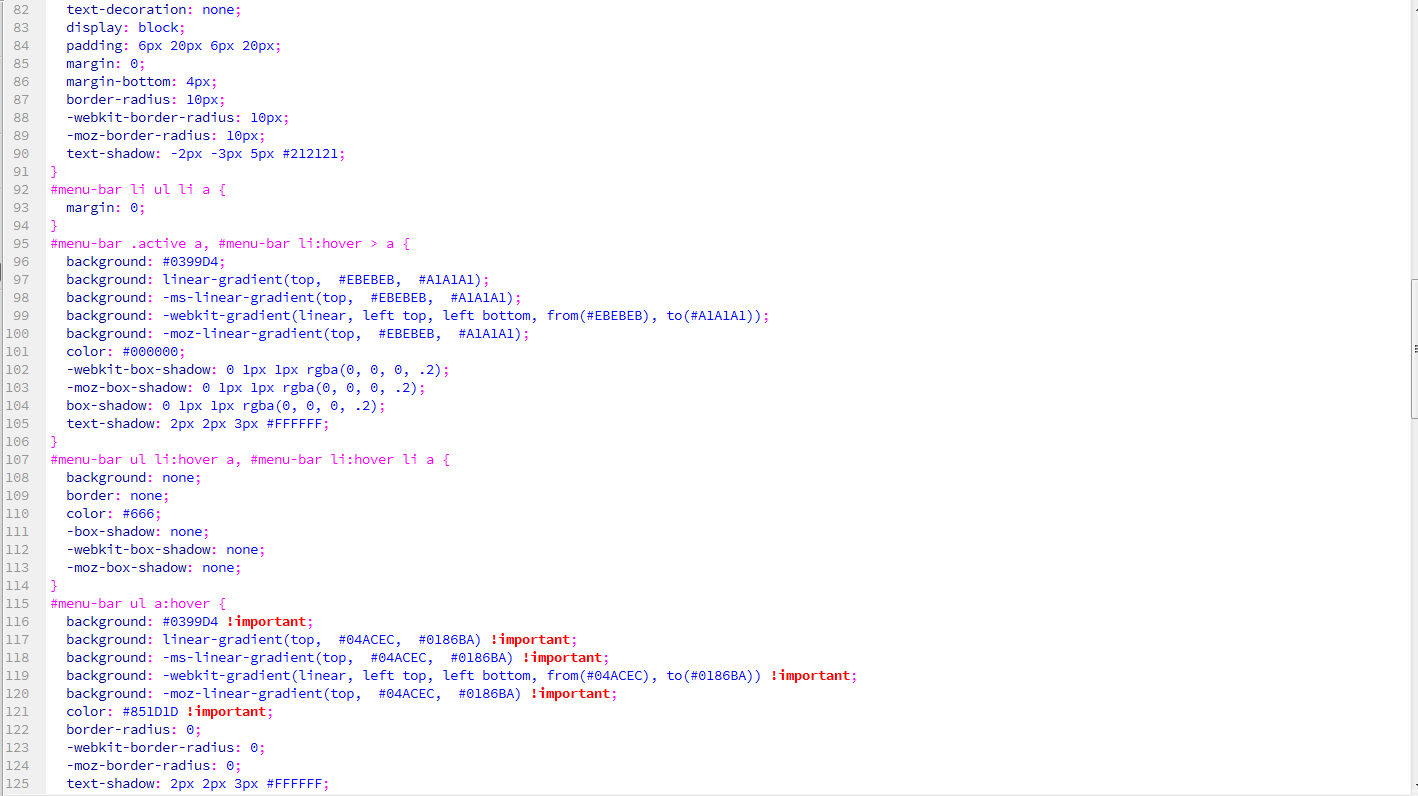 82 text-decoration: none;
83 display: block;
84 padding: 6px 20px 6px 20px;
85 margin: 0;
86 margin-bottom: 4px;
87 border-radius: 10px;
88 -webkit-border-radius: 10px;
89 -moz-border-radius: 10px;
90 text-shadow: -2px -3px 5px #212121;
91 }
92 #menu-bar li ul li a {
93 margin: 0;
94 }
95 #menu-bar .active a, #menu-bar li:hover > a {
96 background: #0399D4;
97 background: linear-gradient(top,  #EBEBEB,  #A1A1A1);
98 background: -ms-linear-gradient(top,  #EBEBEB,  #A1A1A1);
99 background: -webkit-gradient(linear, left top, left bottom, from(#EBEBEB), to(#A1A1A1));
100 background: -moz-linear-gradient(top,  #EBEBEB,  #A1A1A1);
101 color: #000000;
102 -webkit-box-shadow: 0 1px 1px rgba(0, 0, 0, .2);
103 -moz-box-shadow: 0 1px 1px rgba(0, 0, 0, .2);
104 box-shadow: 0 1px 1px rgba(0, 0, 0, .2);
105 text-shadow: 2px 2px 3px #FFFFFF;
106 }
107 #menu-bar ul li:hover a, #menu-bar li:hover li a {
108 background: none;
109 border: none;
110 color: #666;
111 -box-shadow: none;
112 -webkit-box-shadow: none;
113 -moz-box-shadow: none;
114 }
115 #menu-bar ul a:hover {
116 background: #0399D4 !important;
117 background: linear-gradient(top,  #04ACEC,  #0186BA) !important;
118 background: -ms-linear-gradient(top,  #04ACEC,  #0186BA) !important;
119 background: -webkit-gradient(linear, left top, left bottom, from(#04ACEC), to(#0186BA)) !important;
120 background: -moz-linear-gradient(top,  #04ACEC,  #0186BA) !important;
121 color: #851D1D !important;
122 border-radius: 0;
123 -webkit-border-radius: 0;
124 -moz-border-radius: 0;
125 text-shadow: 2px 2px 3px #FFFFFF;